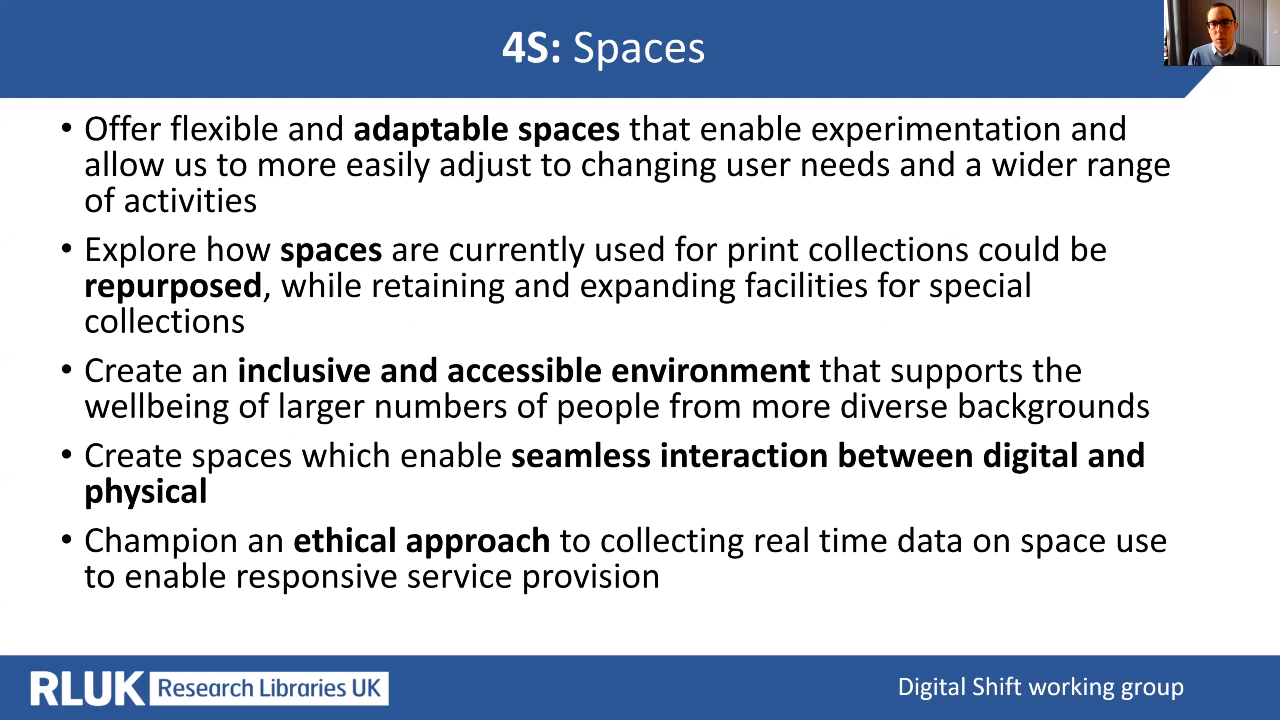 4S: Spaces
• Offer flexible and adaptable spaces that enable experimentation and
allow us to more easily adjust to changing user needs and a wider range
of activities
• Explore how spaces are currently used for print collections could be
repurposed, while retaining and expanding facilities for special
collections
• Create an inclusive and accessible environment that supports the
wellbeing of larger numbers of people from more diverse backgrounds
• Create spaces which enable seamless interaction between digital and
physical
• Champion an ethical approach to collecting real time data on space use
to enable responsive service provision
RLUK Research Libraries UK
Digital Shift working group